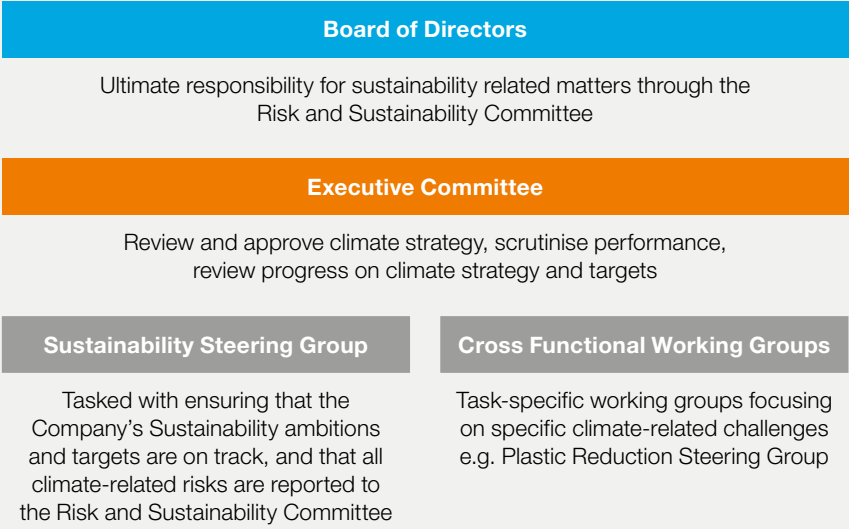 Board of Directors
Ultimate responsibility for sustainability related matters through the
Risk and Sustainability Committee
Executive Committee
Review and approve climate strategy, scrutinise performance,
review progress on climate strategy and targets
Sustainability Steering Group
Tasked with ensuring that the
Company’s Sustainability ambitions
and targets are on track, and that all
climate-related risks are reported to
the Risk and Sustainability Committee
Cross Functional Working Groups
Task-specific working groups focusing
on specific climate-related challenges
e.g. Plastic Reduction Steering Group